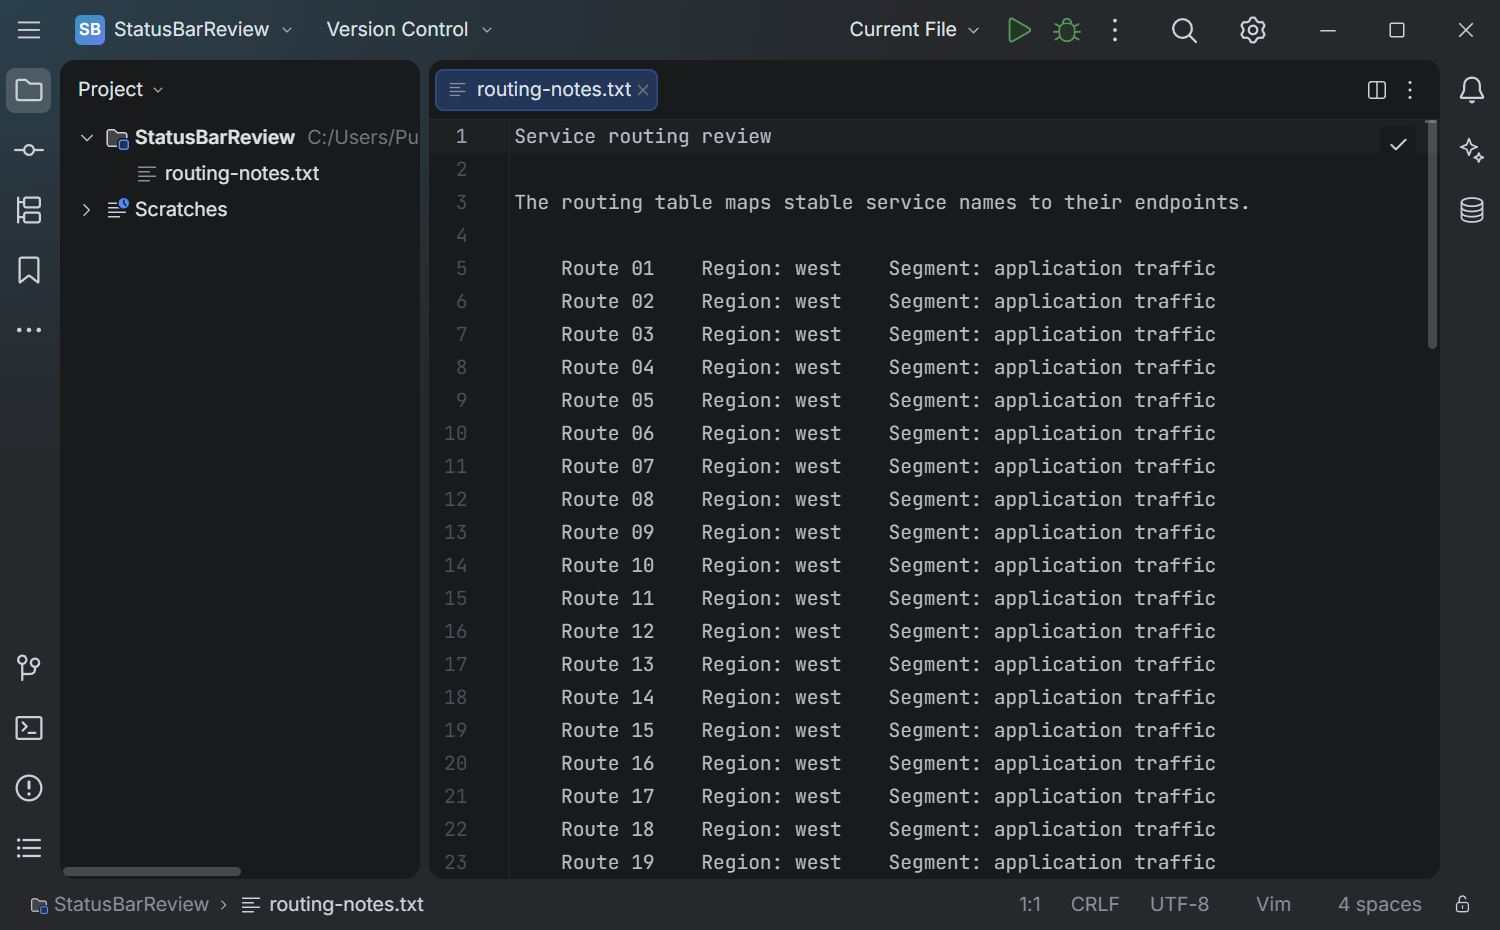 SB StatusBarReview Version Control Current File
Project
routing-notes.txt
StatusBarReview C:/Users/Pu
routing-notes.txt
Scratches
1 Service routing review
2
3 The routing table maps stable service names to their endpoints.
4
5 Route 01 Region: west Segment: application traffic
6 Route 02 Region: west Segment: application traffic
7 Route 03 Region: west Segment: application traffic
8 Route 04 Region: west Segment: application traffic
9 Route 05 Region: west Segment: application traffic
10 Route 06 Region: west Segment: application traffic
11 Route 07 Region: west Segment: application traffic
12 Route 08 Region: west Segment: application traffic
13 Route 09 Region: west Segment: application traffic
14 Route 10 Region: west Segment: application traffic
15 Route 11 Region: west Segment: application traffic
16 Route 12 Region: west Segment: application traffic
17 Route 13 Region: west Segment: application traffic
18 Route 14 Region: west Segment: application traffic
19 Route 15 Region: west Segment: application traffic
20 Route 16 Region: west Segment: application traffic
21 Route 17 Region: west Segment: application traffic
22 Route 18 Region: west Segment: application traffic
23 Route 19 Region: west Segment: application traffic
StatusBarReview › routing-notes.txt 1:1 CRLF UTF-8 Vim 4 spaces